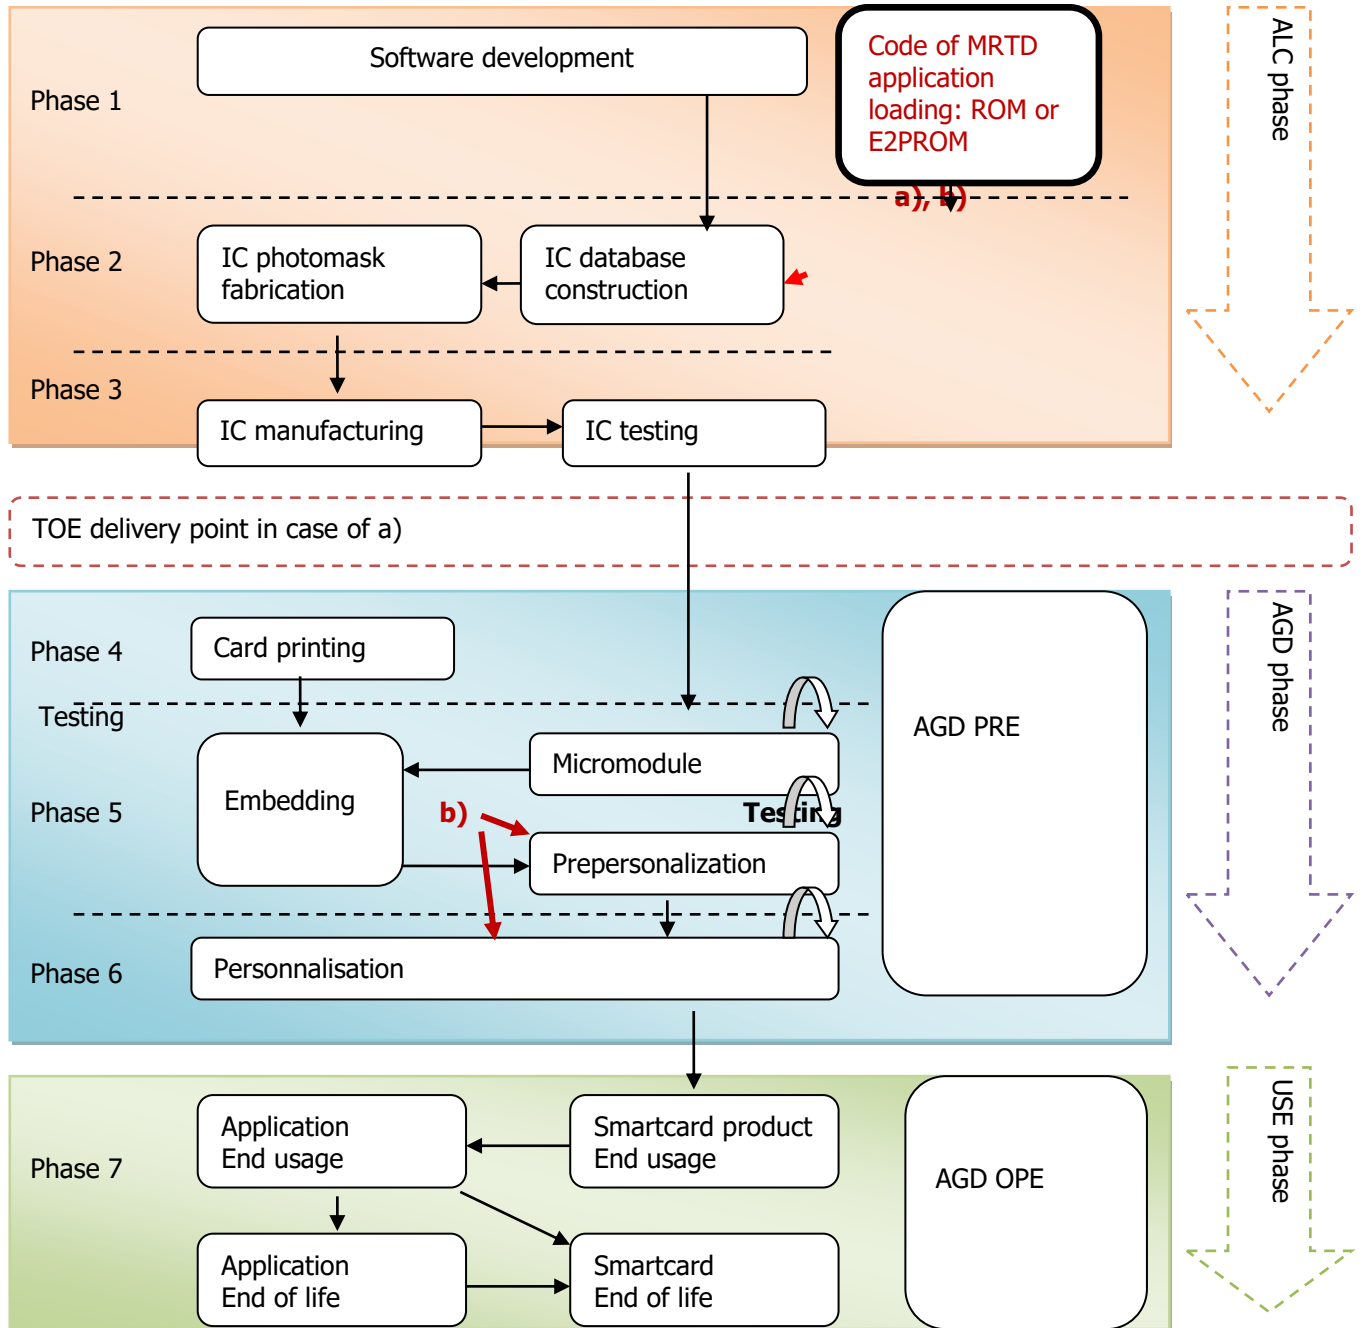 Software development
Code of MRTD
application
loading: ROM or
E2PROM
ALC phase
Phase 1
a), b)
Phase 2
IC photomask
fabrication
IC database
construction
Phase 3
IC manufacturing
IC testing
TOE delivery point in case of a)
Phase 4
Card printing
AGD phase
Testing
AGD PRE
Micromodule
Phase 5
Embedding
b)
Testing
Prepersonalization
Phase 6
Personnalisation
USE phase
Phase 7
Application
End usage
Smartcard product
End usage
AGD OPE
Application
End of life
Smartcard
End of life